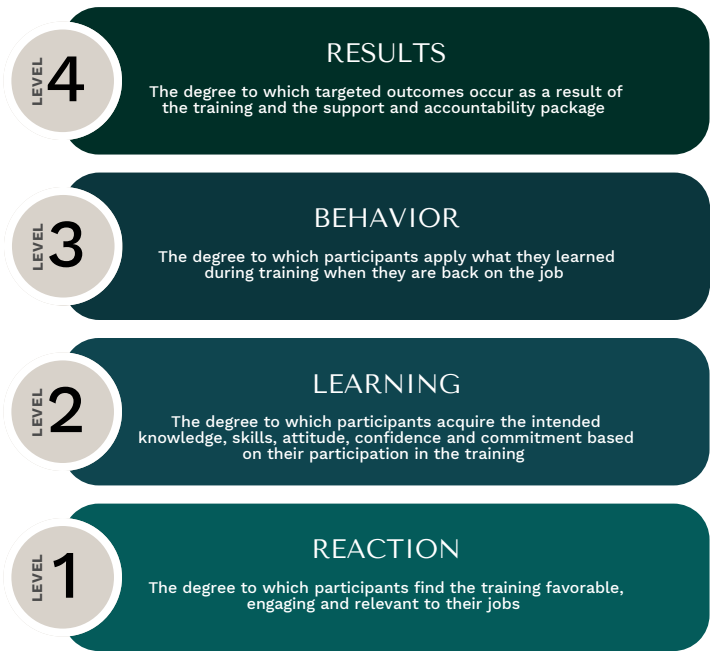 LEVEL
4
RESULTS
The degree to which targeted outcomes occur as a result of
the training and the support and accountability package
LEVEL
3
BEHAVIOR
The degree to which participants apply what they learned
during training when they are back on the job
LEVEL
2
LEARNING
The degree to which participants acquire the intended
knowledge, skills, attitude, confidence and commitment based
on their participation in the training
LEVEL
1
REACTION
The degree to which participants find the training favorable,
engaging and relevant to their jobs